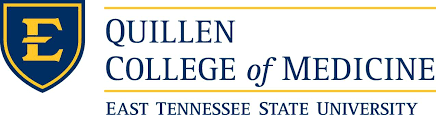 E
QUILLEN
COLLEGE of MEDICINE
EAST TENNESSEE STATE UNIVERSITY